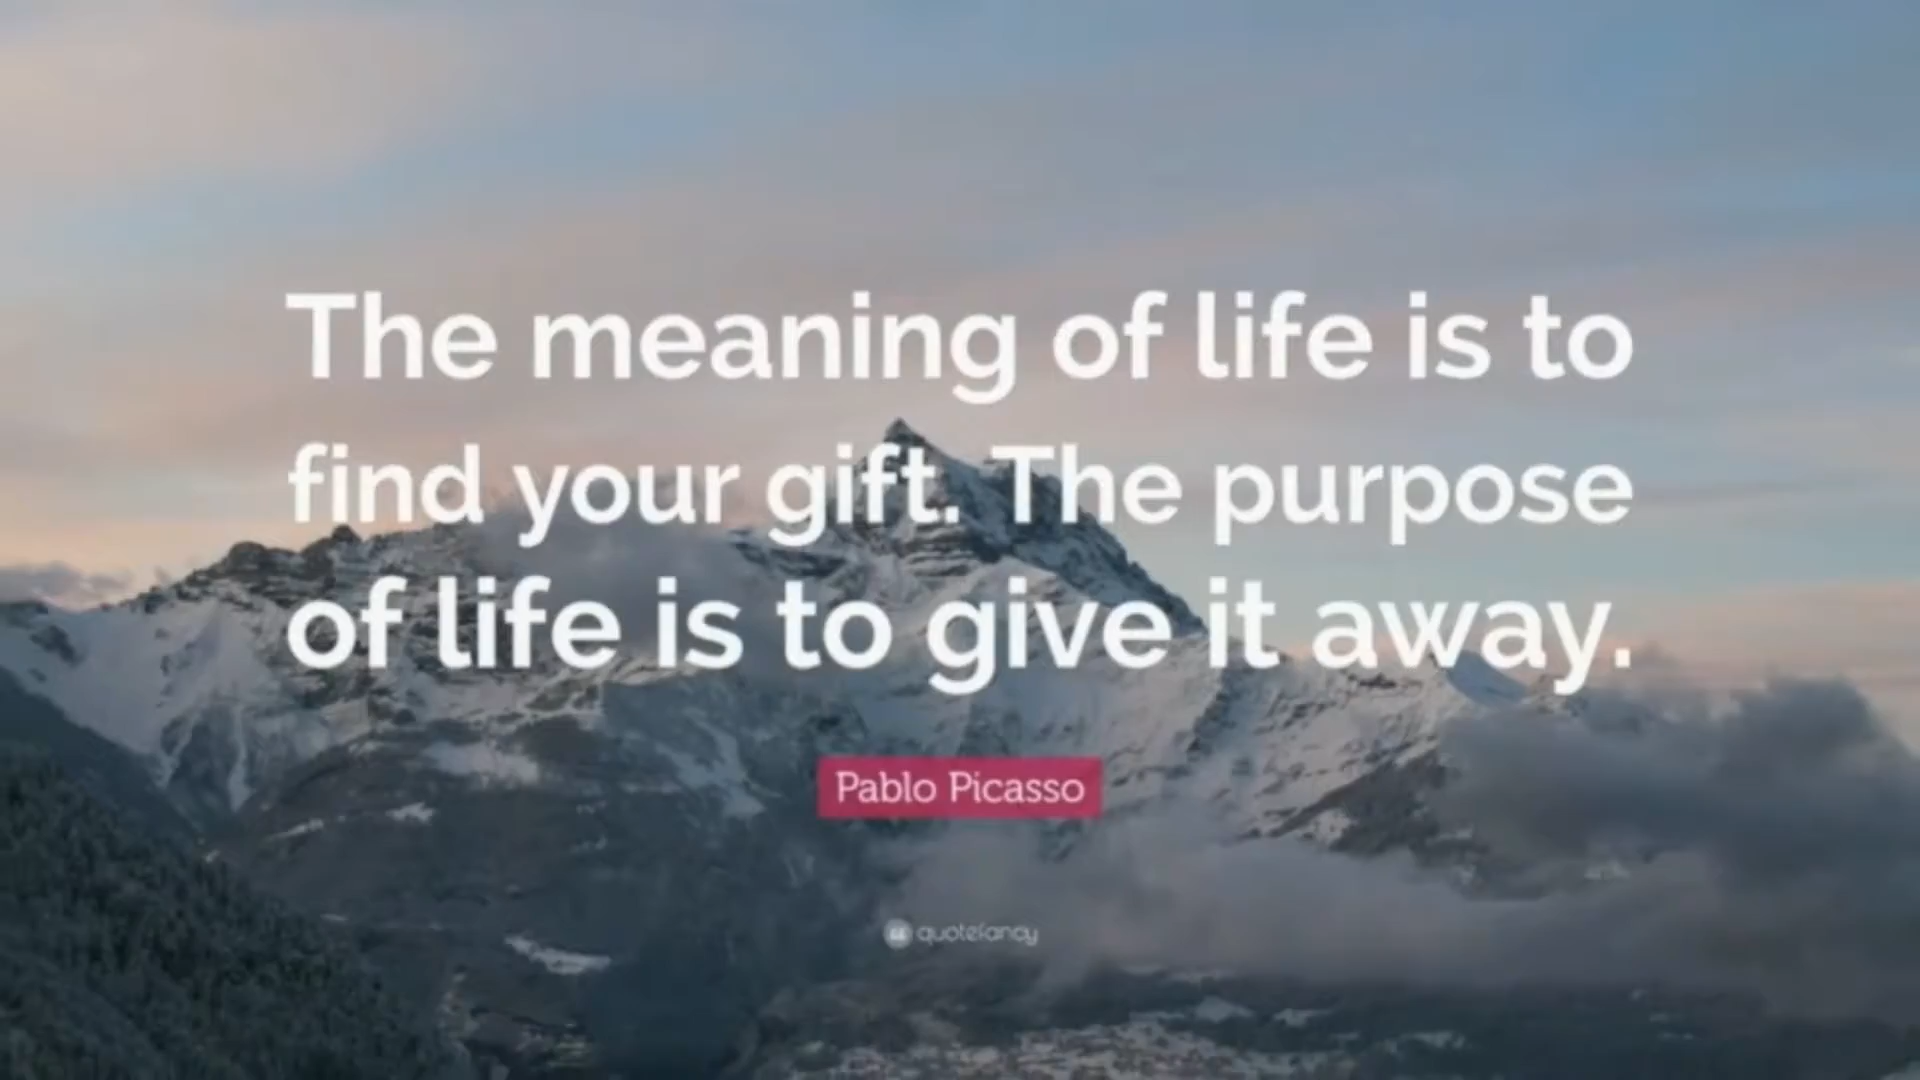 The meaning of life is to
find your gift. The purpose
of life is to give it away.
Pablo Picasso
quotefancy